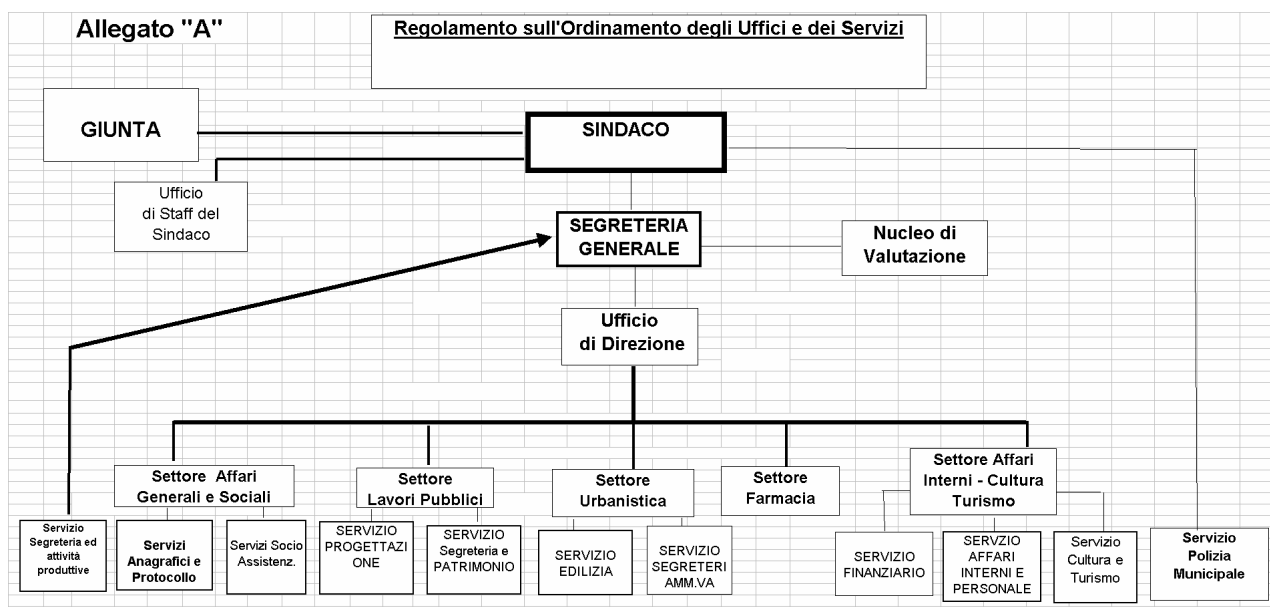 Allegato "A"
Regolamento sull'Ordinamento degli Uffici e dei Servizi
GIUNTA
SINDACO
Ufficio
di Staff del
Sindaco
SEGRETERIA
GENERALE
Nucleo di
Valutazione
Ufficio
di Direzione
Settore Affari
Generali e Sociali
Settore
Lavori Pubblici
Settore
Urbanistica
Settore
Farmacia
Settore Affari
Interni - Cultura
Turismo
Servizio
Segreteria ed
attività
produttive
Servizi
Anagrafici e
Protocollo
Servizi Socio
Assistenz.
SERVIZIO
PROGETTAZI
ONE
SERVIZIO
Segreteria e
PATRIMONIO
SERVIZIO
EDILIZIA
SERVIZIO
SEGRETERI
AMM.VA
SERVIZIO
FINANZIARIO
SERVZIO
AFFARI
INTERNI E
PERSONALE
Servizio
Cultura e
Turismo
Servizio
Polizia
Municipale